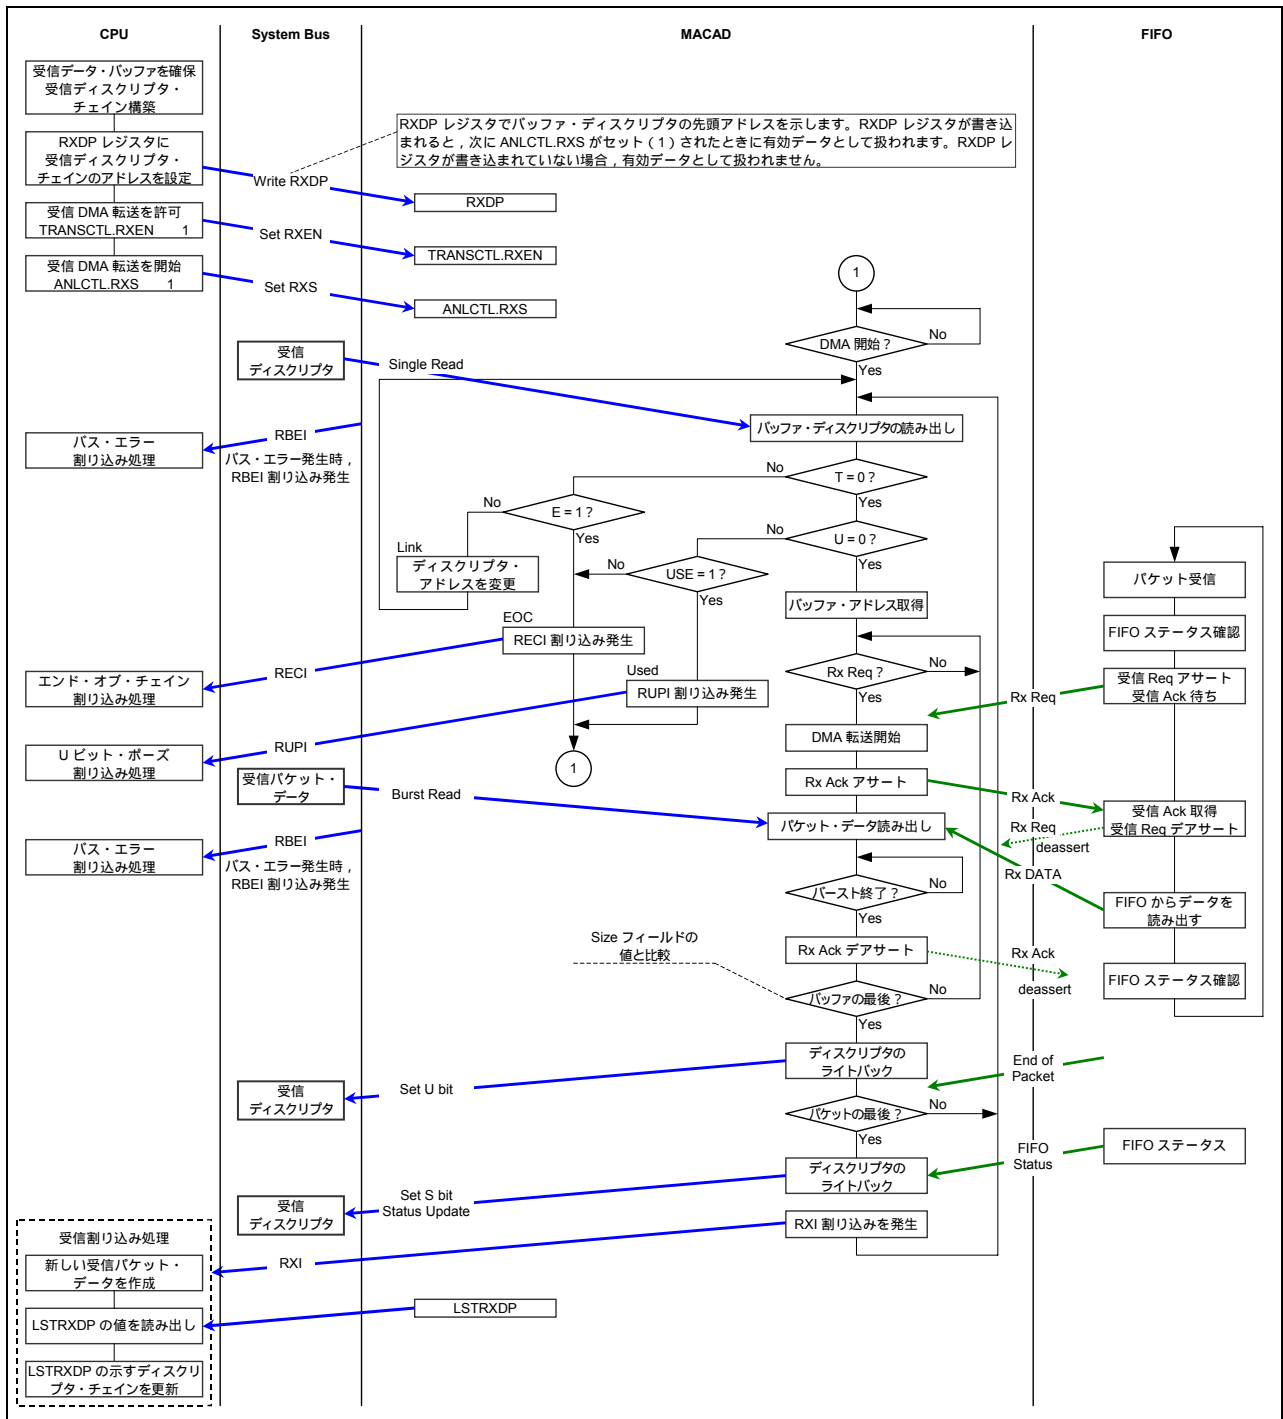 CPU
System Bus
MACAD
FIFO
受信データ・バッファを確保
受信ディスクリプタ・
チェイン構築
RXDP レジスタに
受信ディスクリプタ・
チェインのアドレスを設定
RXDP レジスタでバッファ・ディスクリプタの先頭アドレスを示します。RXDP レジスタが書き込
まれると，次に ANLCTL.RXS がセット（1）されたときに有効データとして扱われます。RXDP レ
ジスタが書き込まれていない場合，有効データとして扱われません。
Write RXDP
RXDP
受信 DMA 転送を許可
TRANSCTL.RXEN 1
Set RXEN
TRANSCTL.RXEN
受信 DMA 転送を開始
ANLCTL.RXS 1
Set RXS
ANLCTL.RXS
1
DMA 開始？
No
Yes
受信
ディスクリプタ
Single Read
バッファ・ディスクリプタの読み出し
バス・エラー
割り込み処理
RBEI
バス・エラー発生時，
RBEI 割り込み発生
T = 0？
No
Yes
E = 1？
No
Yes
U = 0？
No
Yes
Link
ディスクリプタ・
アドレスを変更
USE = 1？
No
Yes
バッファ・アドレス取得
パケット受信
FIFO ステータス確認
EOC
RECI 割り込み発生
Rx Req？
No
Yes
エンド・オブ・チェイン
割り込み処理
RECI
Used
RUPI 割り込み発生
Rx Req
受信 Req アサート
受信 Ack 待ち
DMA 転送開始
U ビット・ポーズ
割り込み処理
RUPI
1
受信パケット・
データ
Burst Read
Rx Ack アサート
Rx Ack
受信 Ack 取得
受信 Req デアサート
パケット・データ読み出し
Rx Req
deassert
バス・エラー
割り込み処理
RBEI
バス・エラー発生時，
RBEI 割り込み発生
Rx DATA
バースト終了？
No
Yes
FIFO からデータを
読み出す
Size フィールドの
値と比較
Rx Ack デアサート
Rx Ack
deassert
FIFO ステータス確認
バッファの最後？
No
Yes
ディスクリプタの
ライトバック
End of
Packet
Set U bit
受信
ディスクリプタ
パケットの最後？
No
Yes
FIFO
Status
FIFO ステータス
ディスクリプタの
ライトバック
Set S bit
Status Update
受信
ディスクリプタ
RXI 割り込みを発生
受信割り込み処理
RXI
新しい受信パケット・
データを作成
LSTRXDP
LSTRXDP の値を読み出し
LSTRXDP の示すディスクリ
プタ・チェインを更新